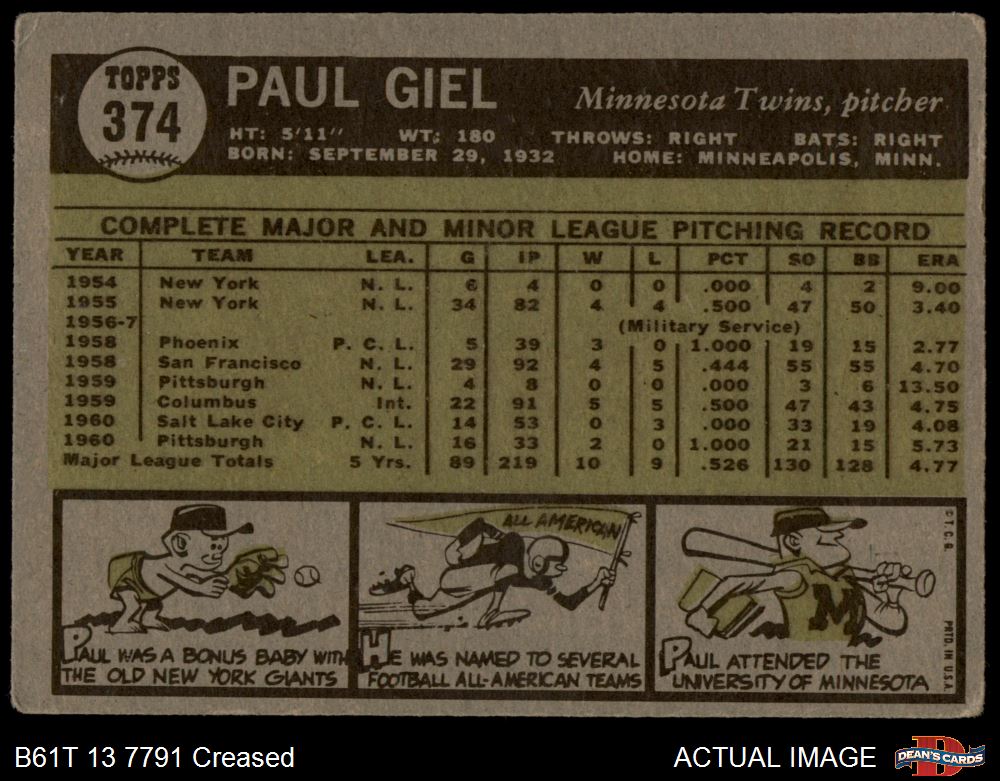 TOPPS
374
PAUL GIEL
Minnesota Twins, pitcher
HT: 5'11" WT: 180 THROWS: RIGHT BATS: RIGHT
BORN: SEPTEMBER 29, 1932 HOME: MINNEAPOLIS, MINN.
COMPLETE MAJOR AND MINOR LEAGUE PITCHING RECORD
YEAR TEAM LEA. G IP W L PCT SO BB ERA
1954 New York N. L. 6 4 0 0 .000 4 2 9.00
1955 New York N. L. 34 82 4 4 .500 47 50 3.40
1956-7 (Military Service)
1958 Phoenix P. C. L. 5 39 3 0 1.000 19 15 2.77
1958 San Francisco N. L. 29 92 4 5 .444 55 55 4.70
1959 Pittsburgh N. L. 4 8 0 0 .000 3 6 13.50
1959 Columbus Int. 22 91 5 5 .500 47 43 4.75
1960 Salt Lake City P. C. L. 14 53 0 3 .000 33 19 4.08
1960 Pittsburgh N. L. 16 33 2 0 1.000 21 15 5.73
Major League Totals 5 Yrs. 89 219 10 9 .526 130 128 4.77
PAUL WAS A BONUS BABY WITH
THE OLD NEW YORK GIANTS
ALL AMERICAN
HE WAS NAMED TO SEVERAL
FOOTBALL ALL-AMERICAN TEAMS
M
PAUL ATTENDED THE
UNIVERSITY OF MINNESOTA
© T. C. G.
PRTD. IN U.S.A.
B61T 13 7791 Creased
ACTUAL IMAGE
D
DEAN'S CARDS